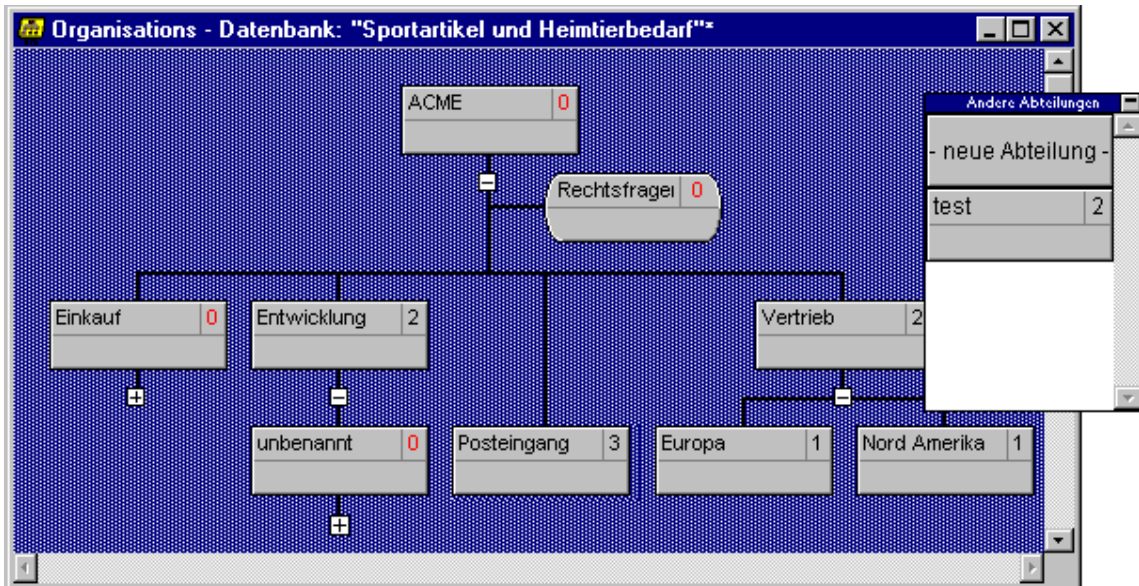 Organisations - Datenbank: "Sportartikel und Heimtierbedarf"*
ACME 0
Andere Abteilungen
- neue Abteilung -
Rechtsfragen 0
test 2
Einkauf 0
Entwicklung 2
Vertrieb 2
unbenannt 0
Posteingang 3
Europa 1
Nord Amerika 1